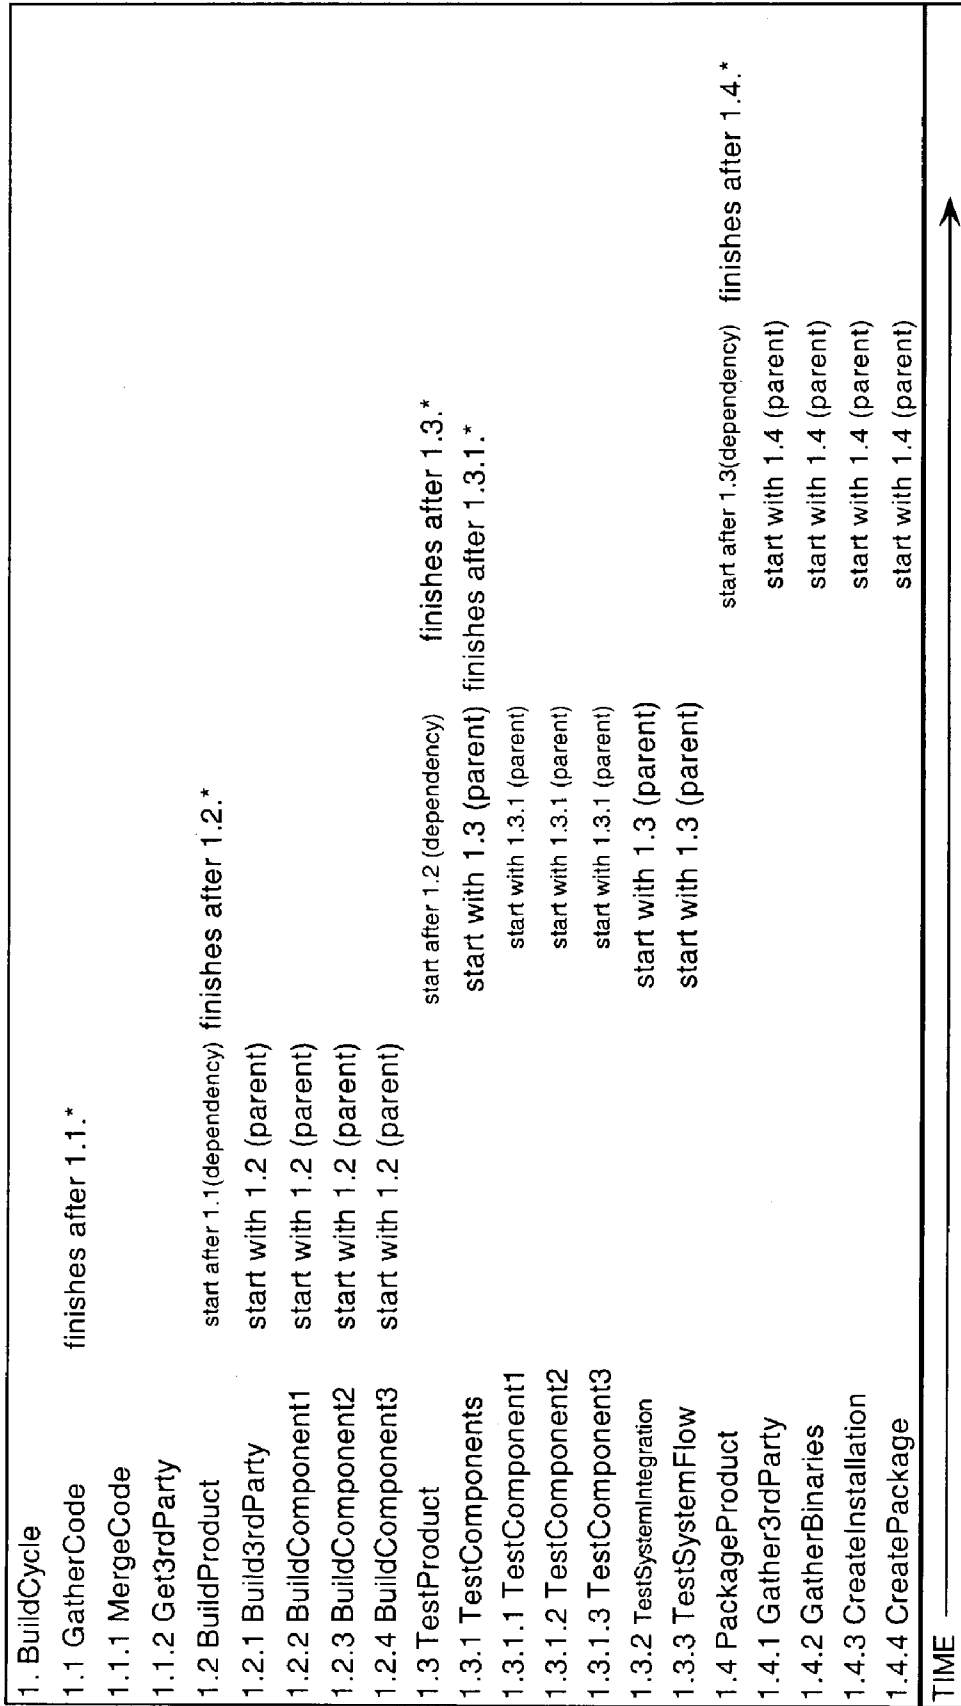 1. BuildCycle
1.1 GatherCode finishes after 1.1.*
1.1.1 MergeCode
1.1.2 Get3rdParty
1.2 BuildProduct start after 1.1(dependency) finishes after 1.2.*
1.2.1 Build3rdParty start with 1.2 (parent)
1.2.2 BuildComponent1 start with 1.2 (parent)
1.2.3 BuildComponent2 start with 1.2 (parent)
1.2.4 BuildComponent3 start with 1.2 (parent)
1.3 TestProduct start after 1.2 (dependency) finishes after 1.3.*
1.3.1 TestComponents start with 1.3 (parent) finishes after 1.3.1.*
1.3.1.1 TestComponent1 start with 1.3.1 (parent)
1.3.1.2 TestComponent2 start with 1.3.1 (parent)
1.3.1.3 TestComponent3 start with 1.3.1 (parent)
1.3.2 TestSystemIntegration start with 1.3 (parent)
1.3.3 TestSystemFlow start with 1.3 (parent)
1.4 PackageProduct start after 1.3(dependency) finishes after 1.4.*
1.4.1 Gather3rdParty start with 1.4 (parent)
1.4.2 GatherBinaries start with 1.4 (parent)
1.4.3 CreateInstallation start with 1.4 (parent)
1.4.4 CreatePackage start with 1.4 (parent)
TIME